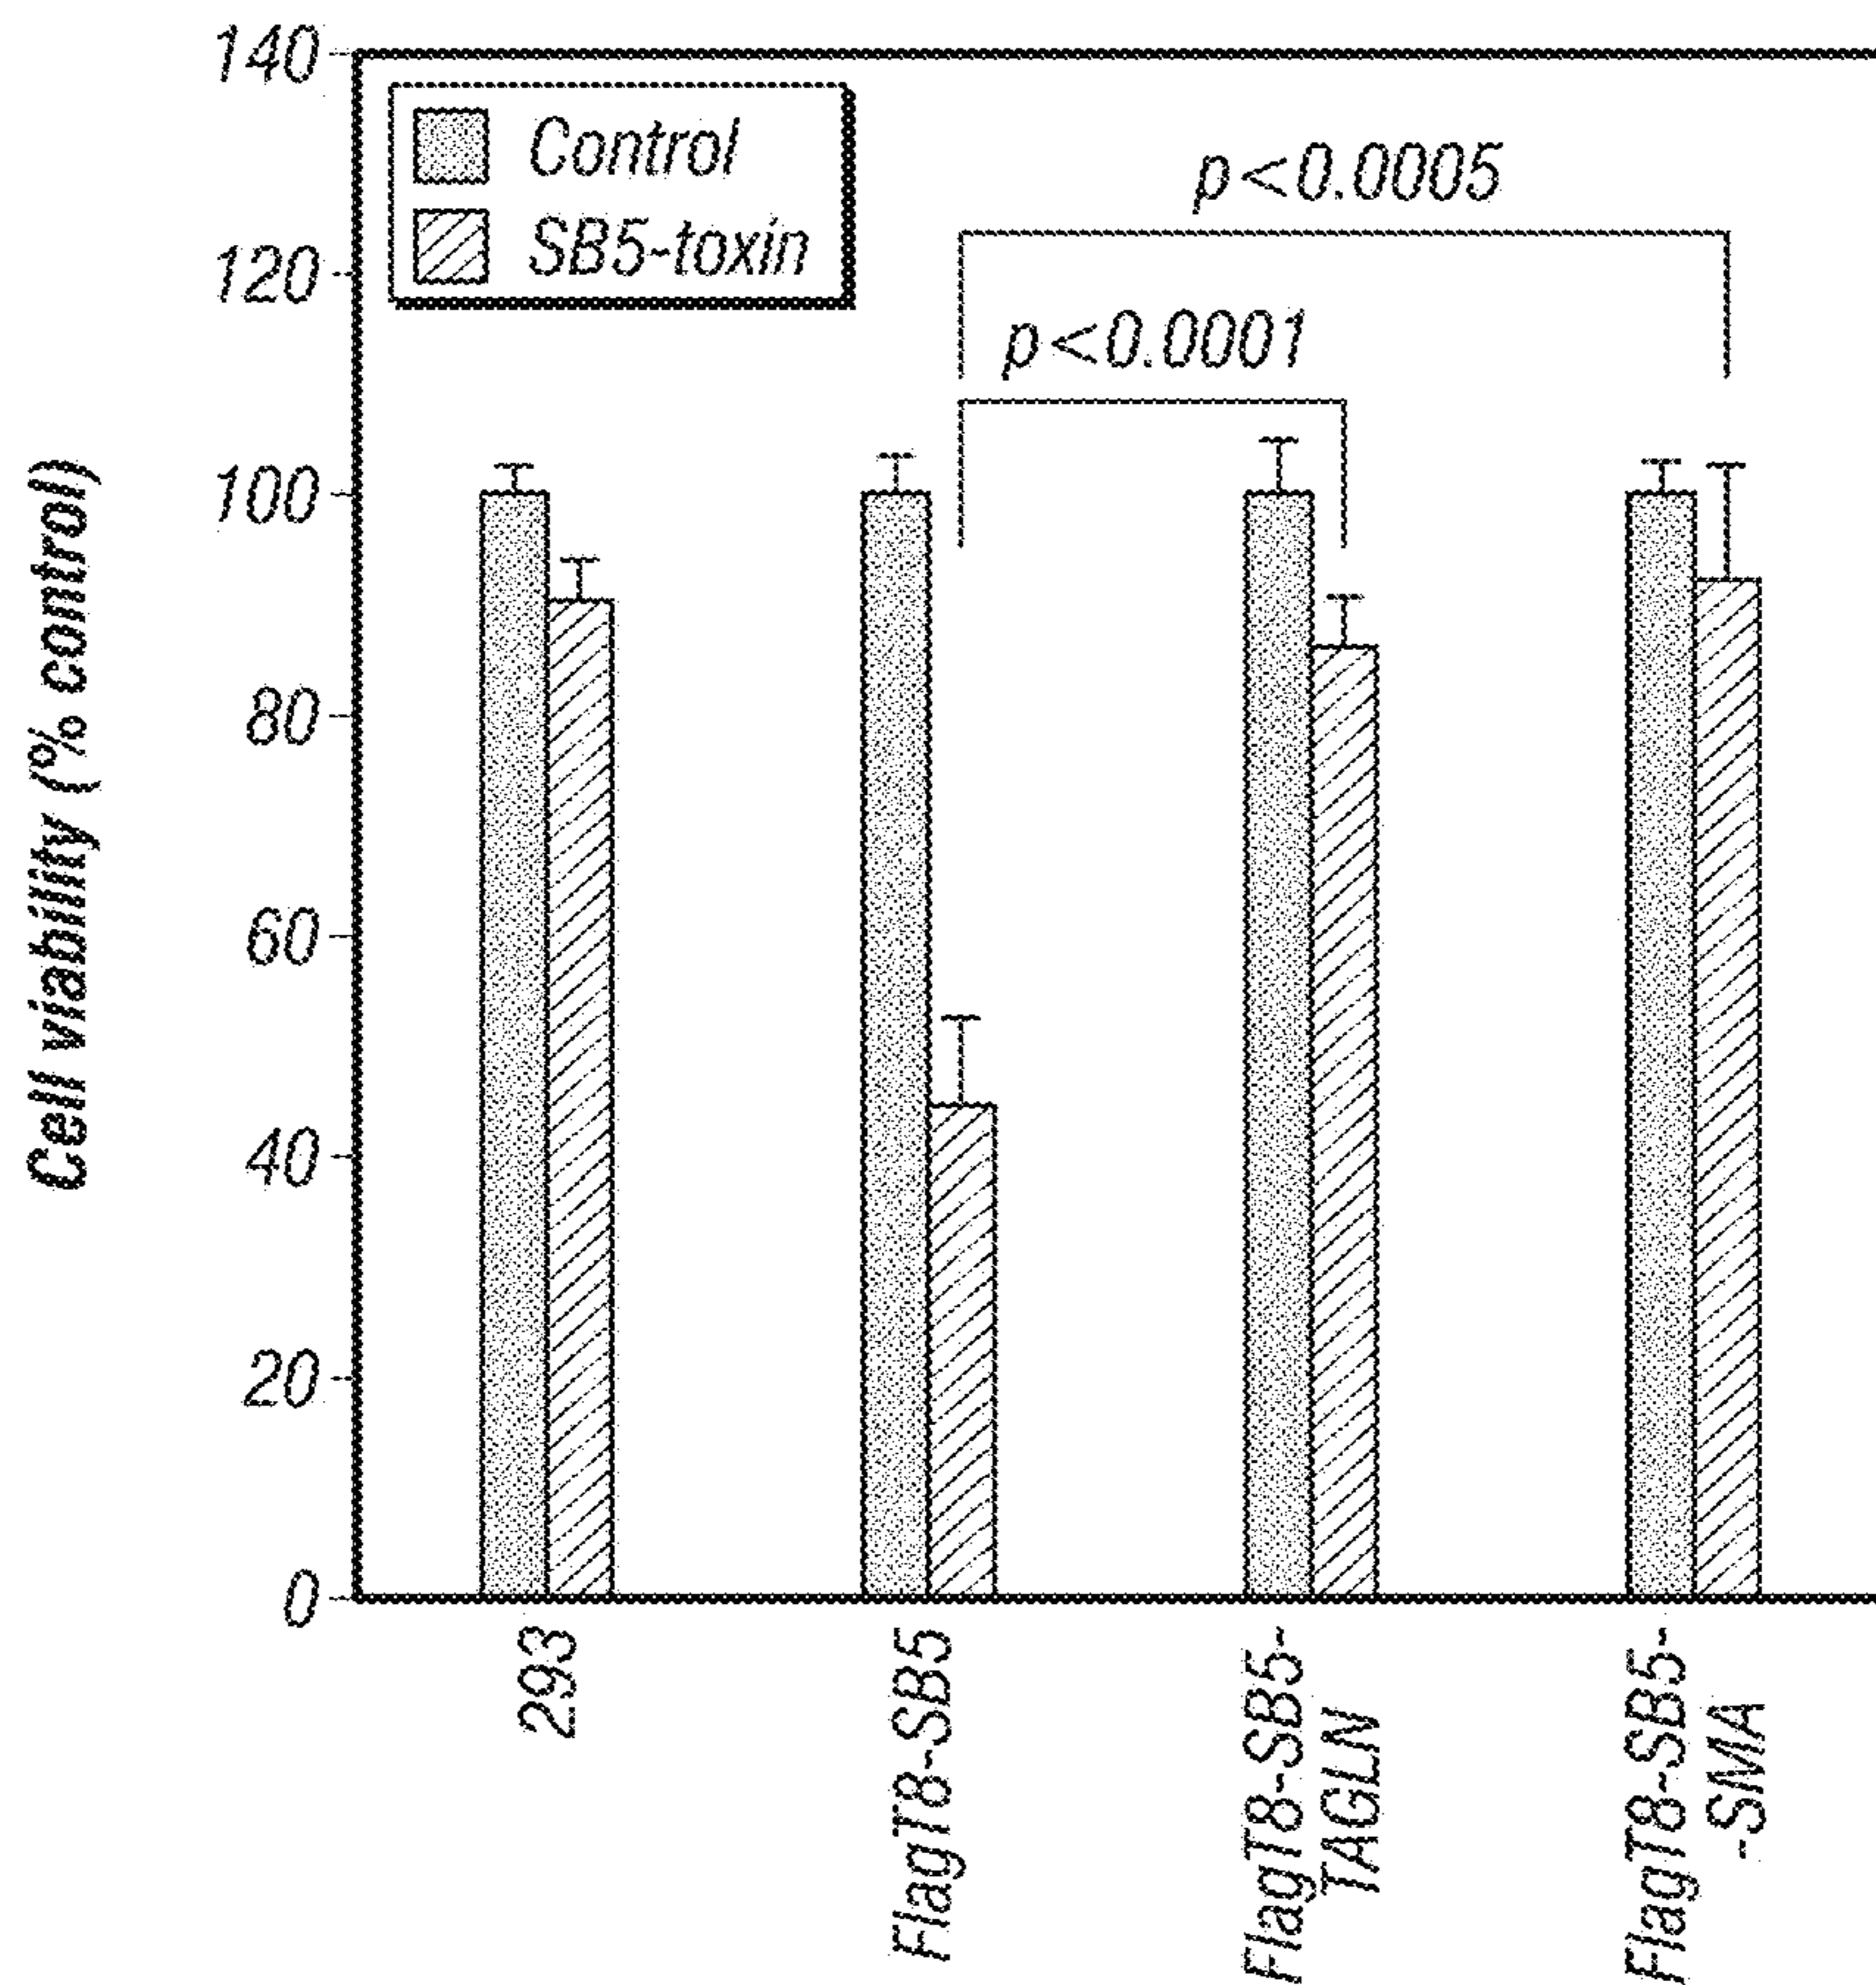 Cell viability (% control)
140
120
100
80
60
40
20
0
Control
SB5-toxin
p<0.0005
p<0.0001
293
FlagT8-SB5
FlagT8-SB5-
TAGLN
FlagT8-SB5-
-SMA